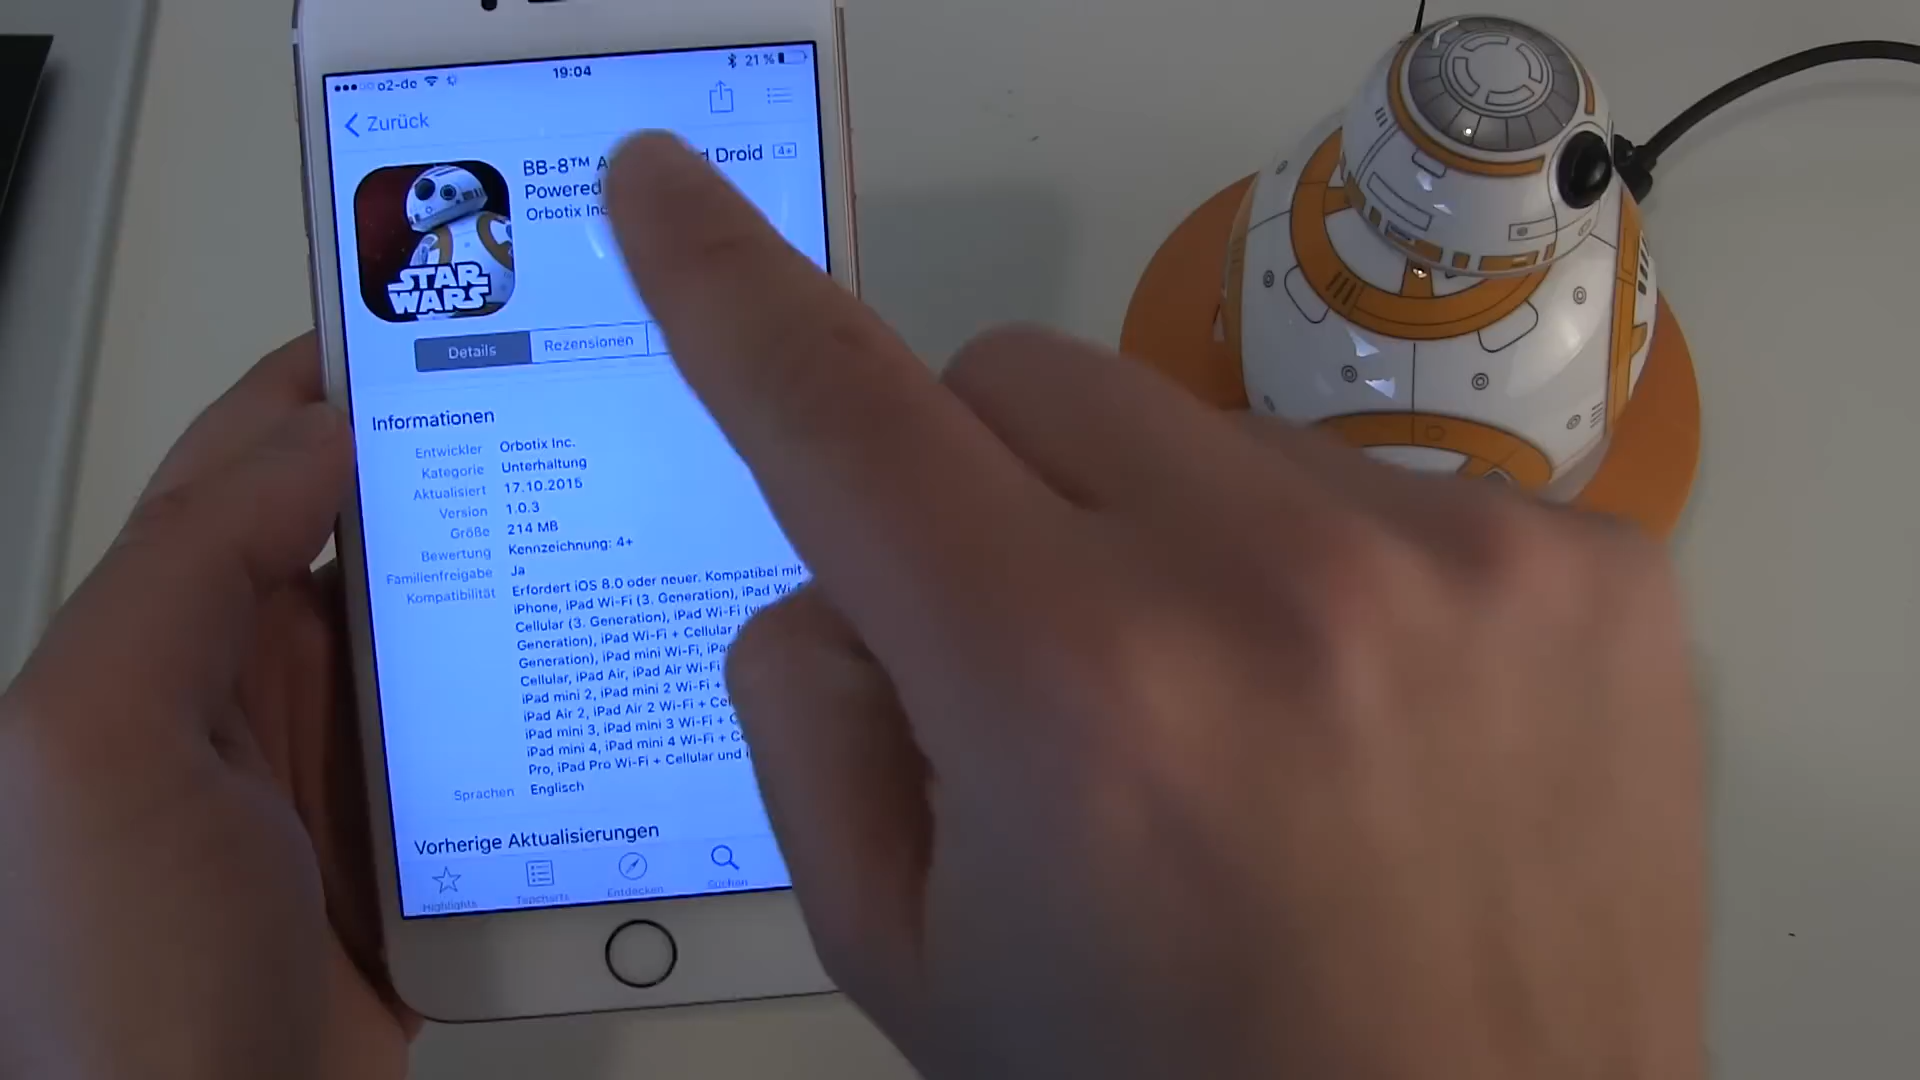 o2-de 19:04 21 %
Zurück
BB-8™ Droid 4+
Powered
Orbotix Inc
STAR
WARS
Details Rezensionen
Informationen
Entwickler Orbotix Inc.
Kategorie Unterhaltung
Aktualisiert 17.10.2015
Version 1.0.3
Größe 214 MB
Bewertung Kennzeichnung: 4+
Familienfreigabe Ja
Kompatibilität Erfordert iOS 8.0 oder neuer. Kompatibel mit
iPhone, iPad Wi-Fi (3. Generation), iPad Wi-
Cellular (3. Generation), iPad Wi-Fi
Generation), iPad Wi-Fi + Cellular
Generation), iPad mini Wi-Fi,
Cellular, iPad Air, iPad Air Wi-Fi
iPad mini 2, iPad mini 2 Wi-Fi +
iPad Air 2, iPad Air 2 Wi-Fi +
iPad mini 3, iPad mini 3 Wi-Fi +
iPad mini 4, iPad mini 4 Wi-Fi +
Pro, iPad Pro Wi-Fi + Cellular und
Sprachen Englisch
Vorherige Aktualisierungen
Highlights Topcharts Entdecken Suchen